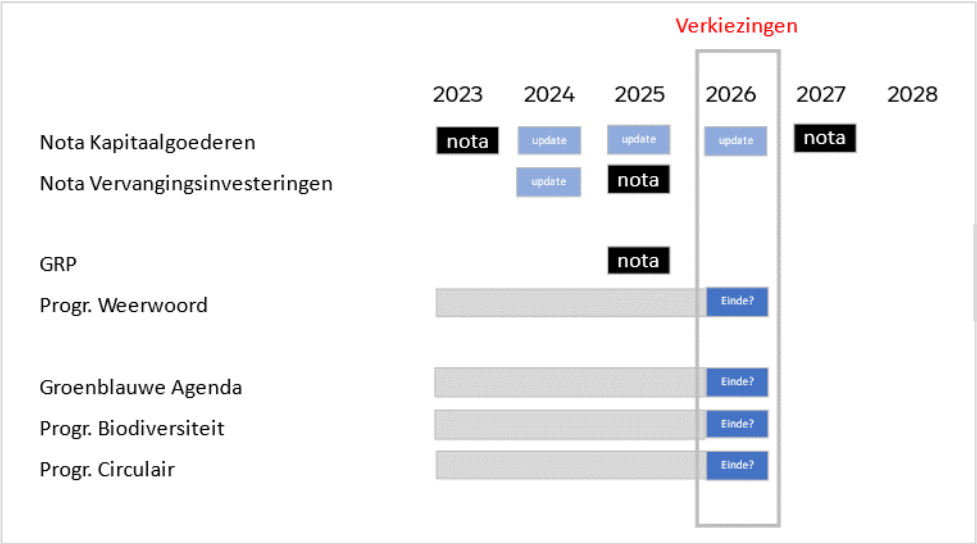 Verkiezingen
2023 2024 2025 2026 2027 2028
Nota Kapitaalgoederen nota update update update nota
Nota Vervangingsinvesteringen update nota
GRP nota
Progr. Weerwoord Einde?
Groenblauwe Agenda Einde?
Progr. Biodiversiteit Einde?
Progr. Circulair Einde?